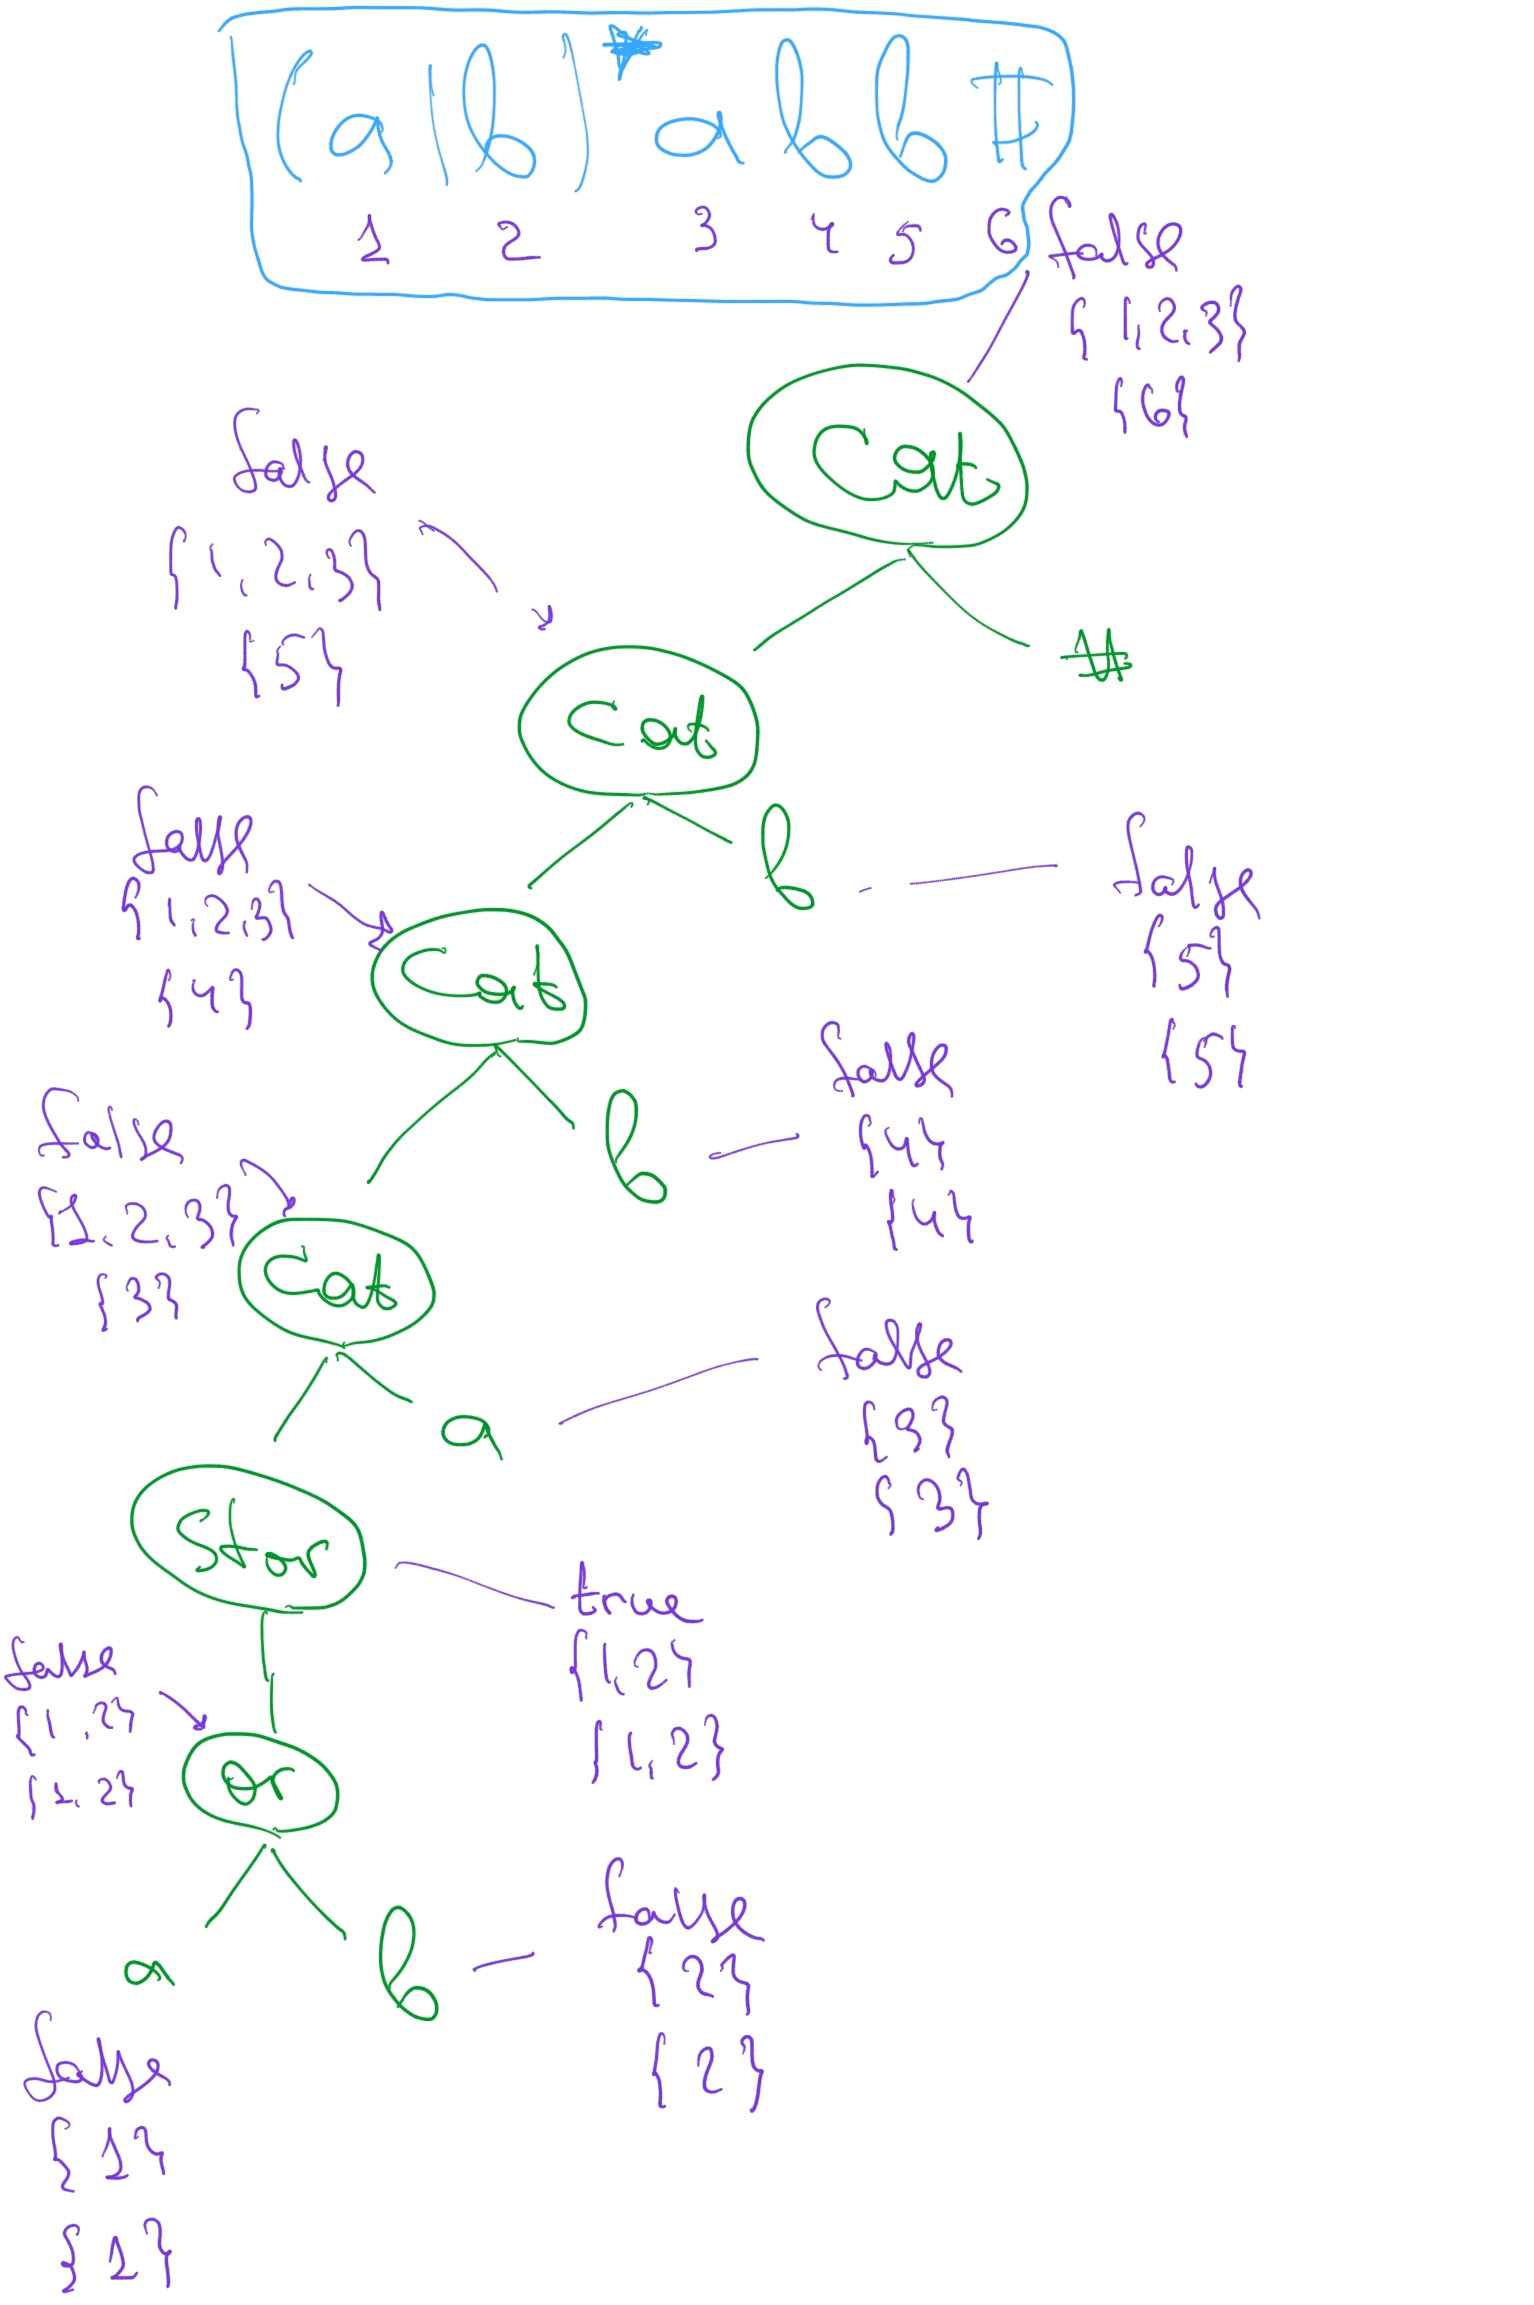 (a|b)* a b b #
1 2 3 4 5 6
false
{1,2,3}
{6}
Cat
false
{1,2,3}
{5}
#
Cat
false
{1,2,3}
{4}
b
false
{5}
{5}
Cat
false
{4}
{4}
b
false
{1,2,3}
{3}
Cat
false
{3}
{3}
a
Star
true
{1,2}
{1,2}
false
{1,2}
{1,2}
Or
false
{2}
{2}
a
b
false
{1}
{1}